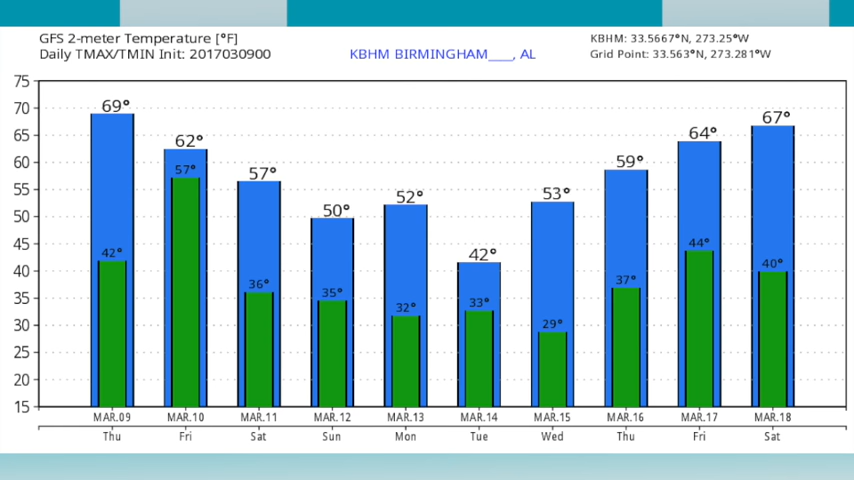 GFS 2-meter Temperature [°F]
Daily TMAX/TMIN Init: 2017030900
KBHM BIRMINGHAM___, AL
KBHM: 33.5667°N, 273.25°W
Grid Point: 33.563°N, 273.281°W
75
70
65
60
55
50
45
40
35
30
25
20
15
69° 62° 57° 50° 52° 42° 53° 59° 64° 67°
42° 57° 36° 35° 32° 33° 29° 37° 44° 40°
MAR.09 MAR.10 MAR.11 MAR.12 MAR.13 MAR.14 MAR.15 MAR.16 MAR.17 MAR.18
Thu Fri Sat Sun Mon Tue Wed Thu Fri Sat